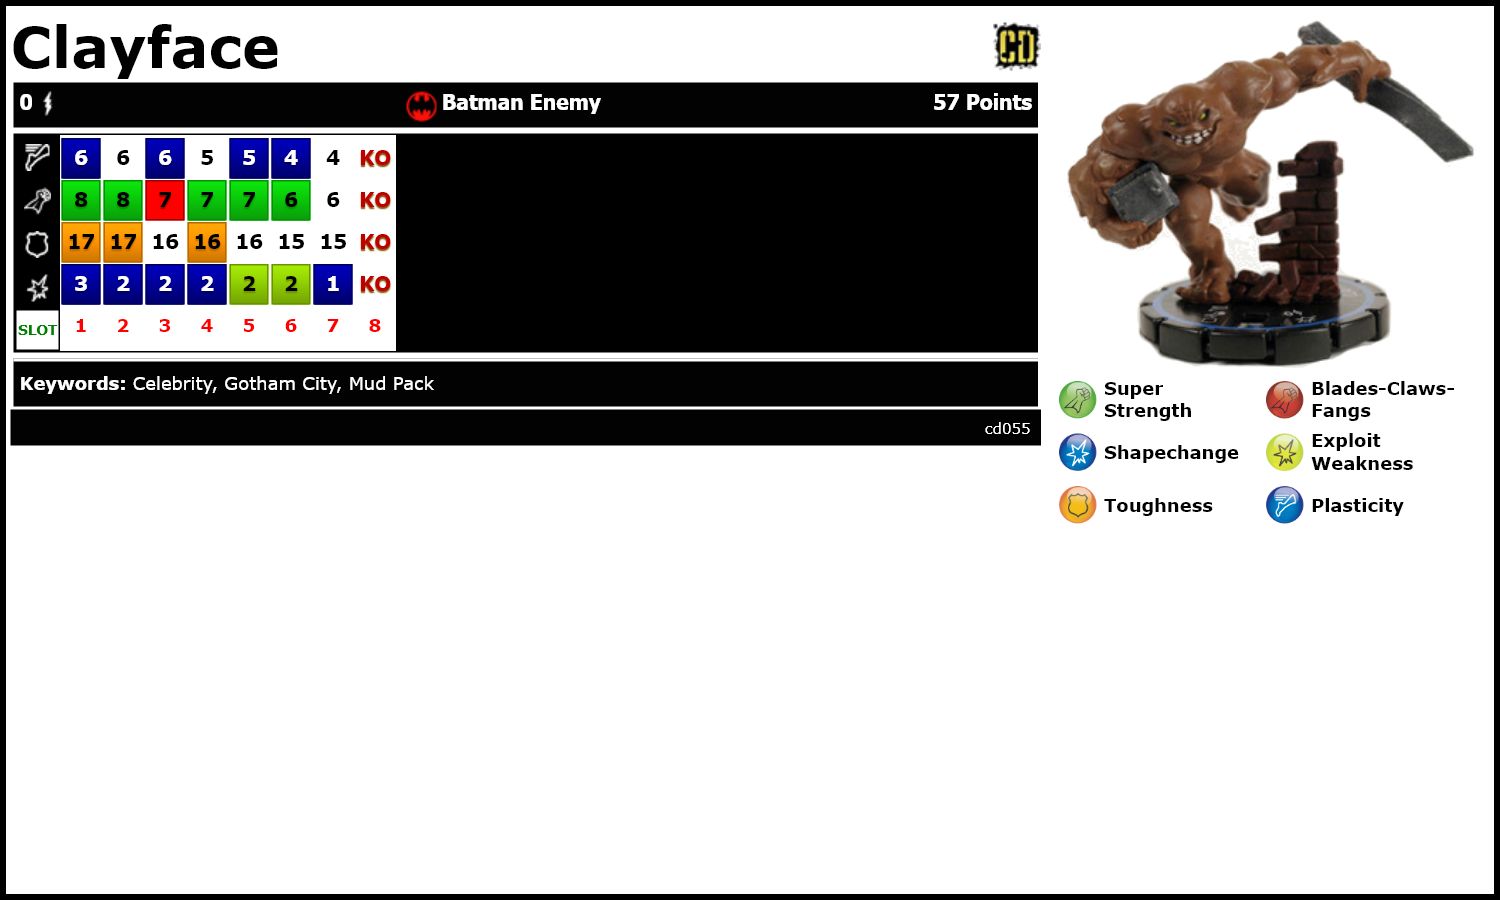 Clayface
CD
0 Batman Enemy 57 Points
6 6 6 5 5 4 4 KO
8 8 7 7 7 6 6 KO
17 17 16 16 16 15 15 KO
3 2 2 2 2 2 1 KO
SLOT 1 2 3 4 5 6 7 8
Keywords: Celebrity, Gotham City, Mud Pack
cd055
Super
Strength
Blades-Claws-
Fangs
Shapechange
Exploit
Weakness
Toughness
Plasticity